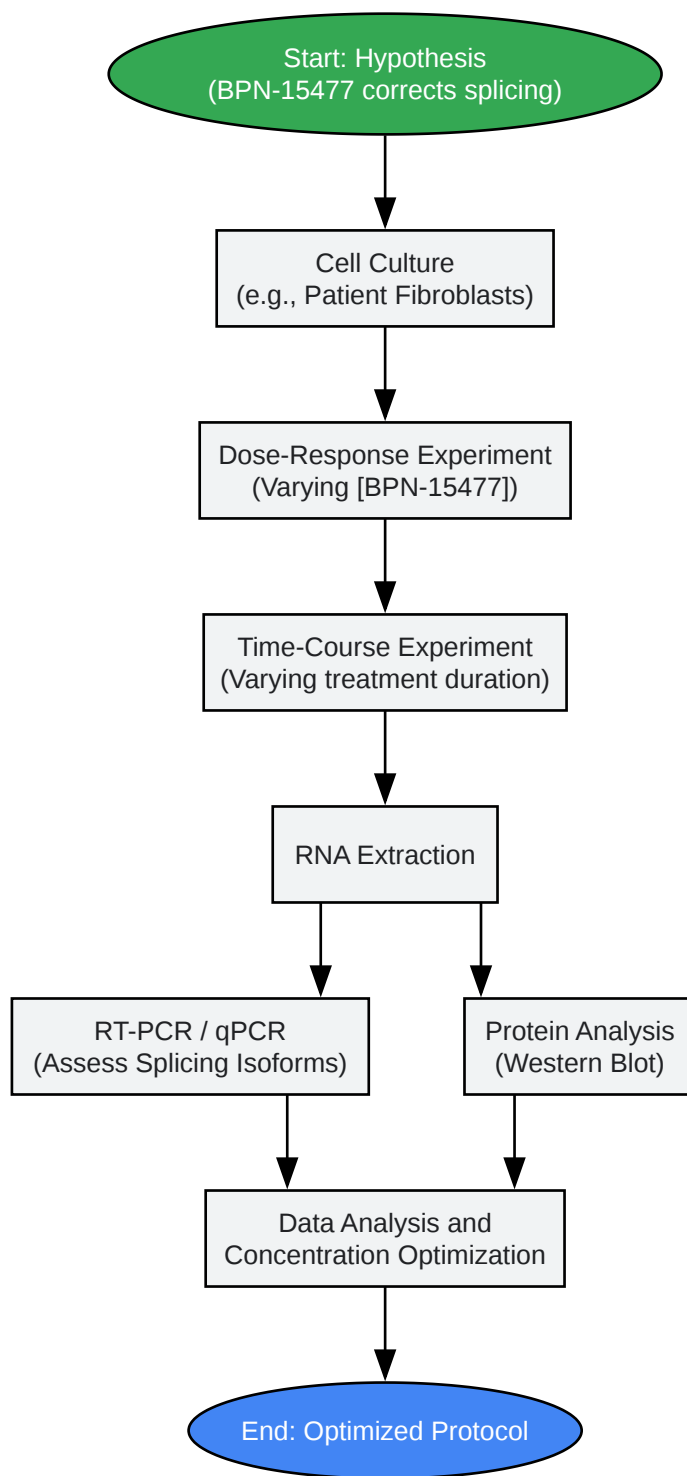 Start: Hypothesis
(BPN-15477 corrects splicing)
Cell Culture
(e.g., Patient Fibroblasts)
Dose-Response Experiment
(Varying [BPN-15477])
Time-Course Experiment
(Varying treatment duration)
RNA Extraction
RT-PCR / qPCR
(Assess Splicing Isoforms)
Protein Analysis
(Western Blot)
Data Analysis and
Concentration Optimization
End: Optimized Protocol